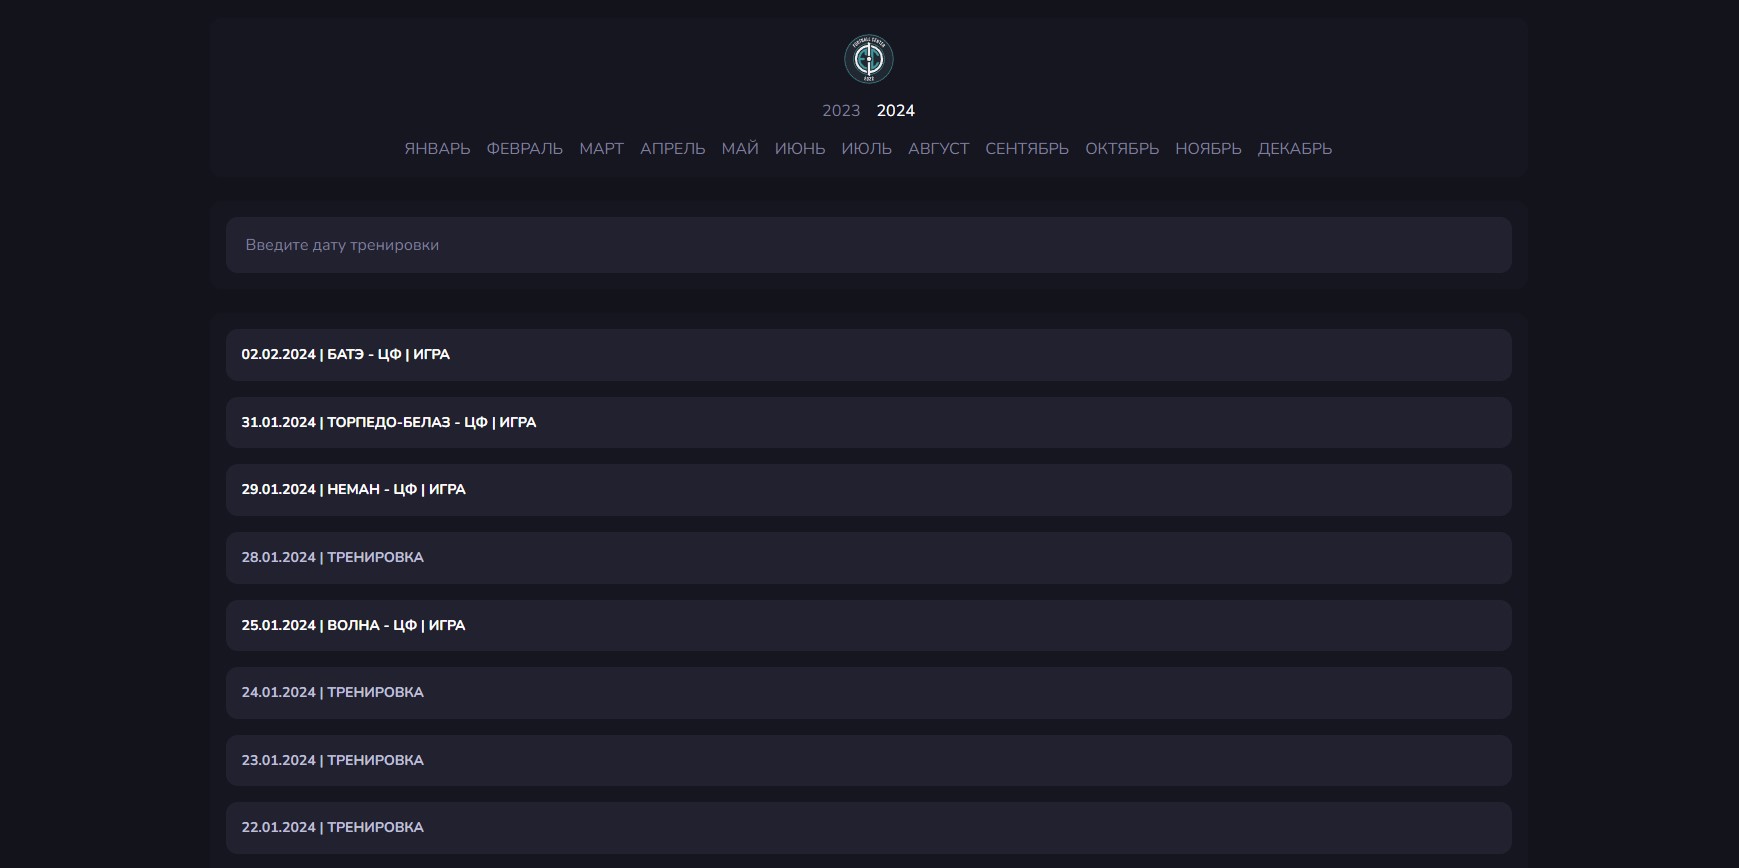 FOOTBALL CENTER
2022
2023 2024
ЯНВАРЬ ФЕВРАЛЬ МАРТ АПРЕЛЬ МАЙ ИЮНЬ ИЮЛЬ АВГУСТ СЕНТЯБРЬ ОКТЯБРЬ НОЯБРЬ ДЕКАБРЬ
Введите дату тренировки
02.02.2024 | БАТЭ - ЦФ | ИГРА
31.01.2024 | ТОРПЕДО-БЕЛАЗ - ЦФ | ИГРА
29.01.2024 | НЕМАН - ЦФ | ИГРА
28.01.2024 | ТРЕНИРОВКА
25.01.2024 | ВОЛНА - ЦФ | ИГРА
24.01.2024 | ТРЕНИРОВКА
23.01.2024 | ТРЕНИРОВКА
22.01.2024 | ТРЕНИРОВКА